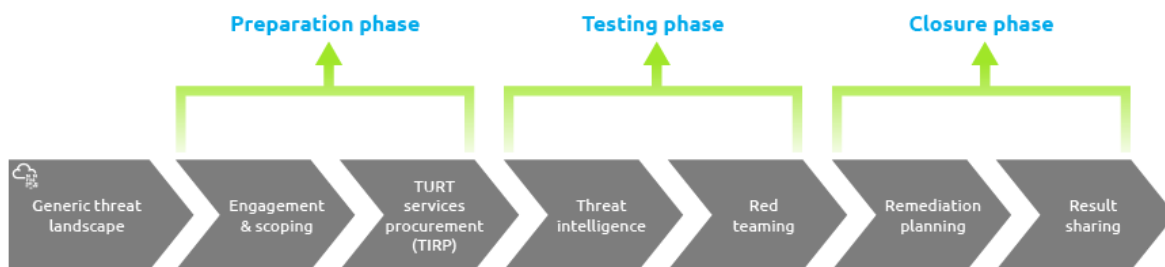 Preparation phase
Testing phase
Closure phase
Generic threat
landscape
Engagement
& scoping
TURT
services
procurement
(TIRP)
Threat
intelligence
Red
teaming
Remediation
planning
Result
sharing